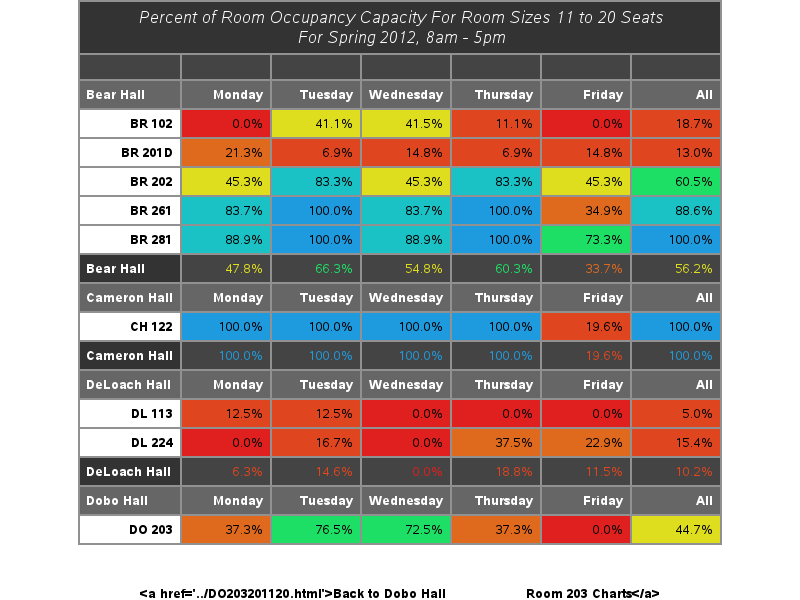 Percent of Room Occupancy Capacity For Room Sizes 11 to 20 Seats
For Spring 2012, 8am - 5pm
Bear Hall Monday Tuesday Wednesday Thursday Friday All
BR 102 0.0% 41.1% 41.5% 11.1% 0.0% 18.7%
BR 201D 21.3% 6.9% 14.8% 6.9% 14.8% 13.0%
BR 202 45.3% 83.3% 45.3% 83.3% 45.3% 60.5%
BR 261 83.7% 100.0% 83.7% 100.0% 34.9% 88.6%
BR 281 88.9% 100.0% 88.9% 100.0% 73.3% 100.0%
Bear Hall 47.8% 66.3% 54.8% 60.3% 33.7% 56.2%
Cameron Hall Monday Tuesday Wednesday Thursday Friday All
CH 122 100.0% 100.0% 100.0% 100.0% 19.6% 100.0%
Cameron Hall 100.0% 100.0% 100.0% 100.0% 19.6% 100.0%
DeLoach Hall Monday Tuesday Wednesday Thursday Friday All
DL 113 12.5% 12.5% 0.0% 0.0% 0.0% 5.0%
DL 224 0.0% 16.7% 0.0% 37.5% 22.9% 15.4%
DeLoach Hall 6.3% 14.6% 0.0% 18.8% 11.5% 10.2%
Dobo Hall Monday Tuesday Wednesday Thursday Friday All
DO 203 37.3% 76.5% 72.5% 37.3% 0.0% 44.7%
<a href='../DO203201120.html'>Back to Dobo Hall Room 203 Charts</a>